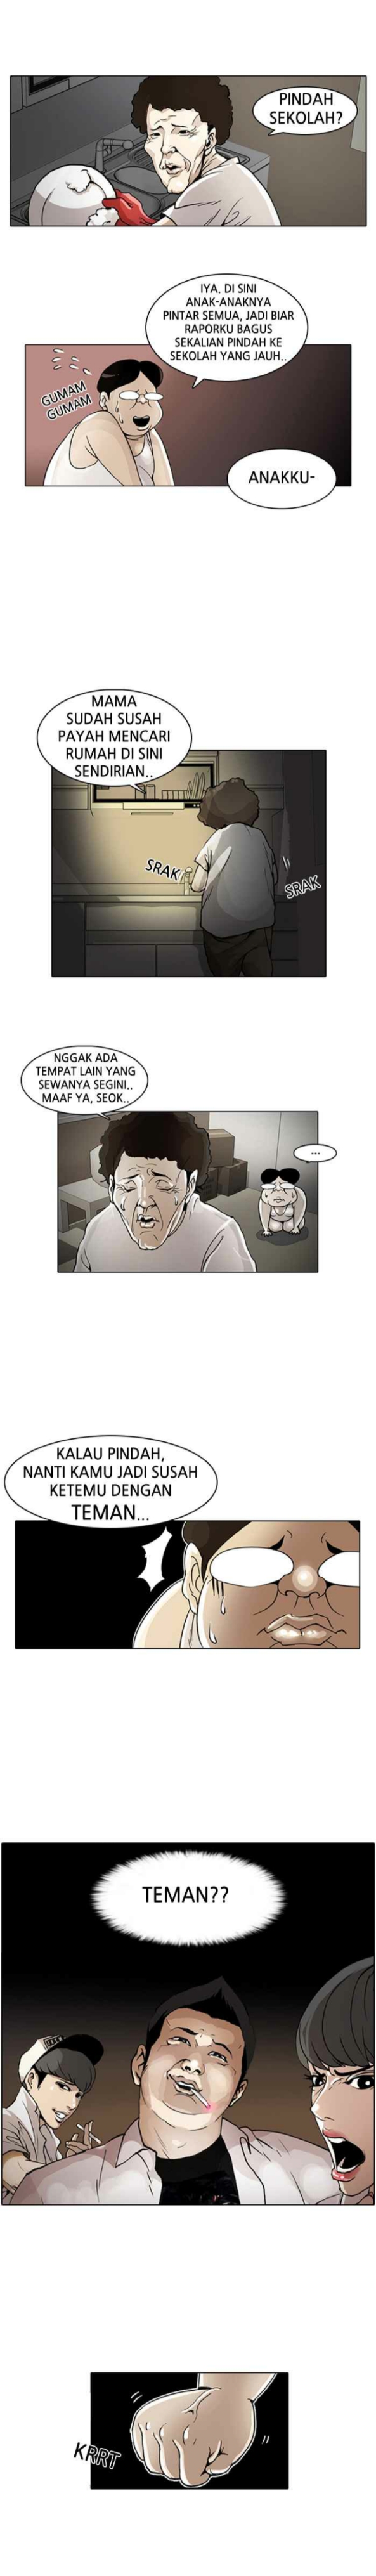 PINDAH
SEKOLAH?
IYA. DI SINI
ANAK-ANAKNYA
PINTAR SEMUA, JADI BIAR
RAPORKU BAGUS
SEKALIAN PINDAH KE
SEKOLAH YANG JAUH..
GUMAM
GUMAM
ANAKKU-
MAMA
SUDAH SUSAH
PAYAH MENCARI
RUMAH DI SINI
SENDIRIAN..
SRAK
SRAK
NGGAK ADA
TEMPAT LAIN YANG
SEWANYA SEGINI..
MAAF YA, SEOK..
...
KALAU PINDAH,
NANTI KAMU JADI SUSAH
KETEMU DENGAN
TEMAN...
TEMAN??
KRRT